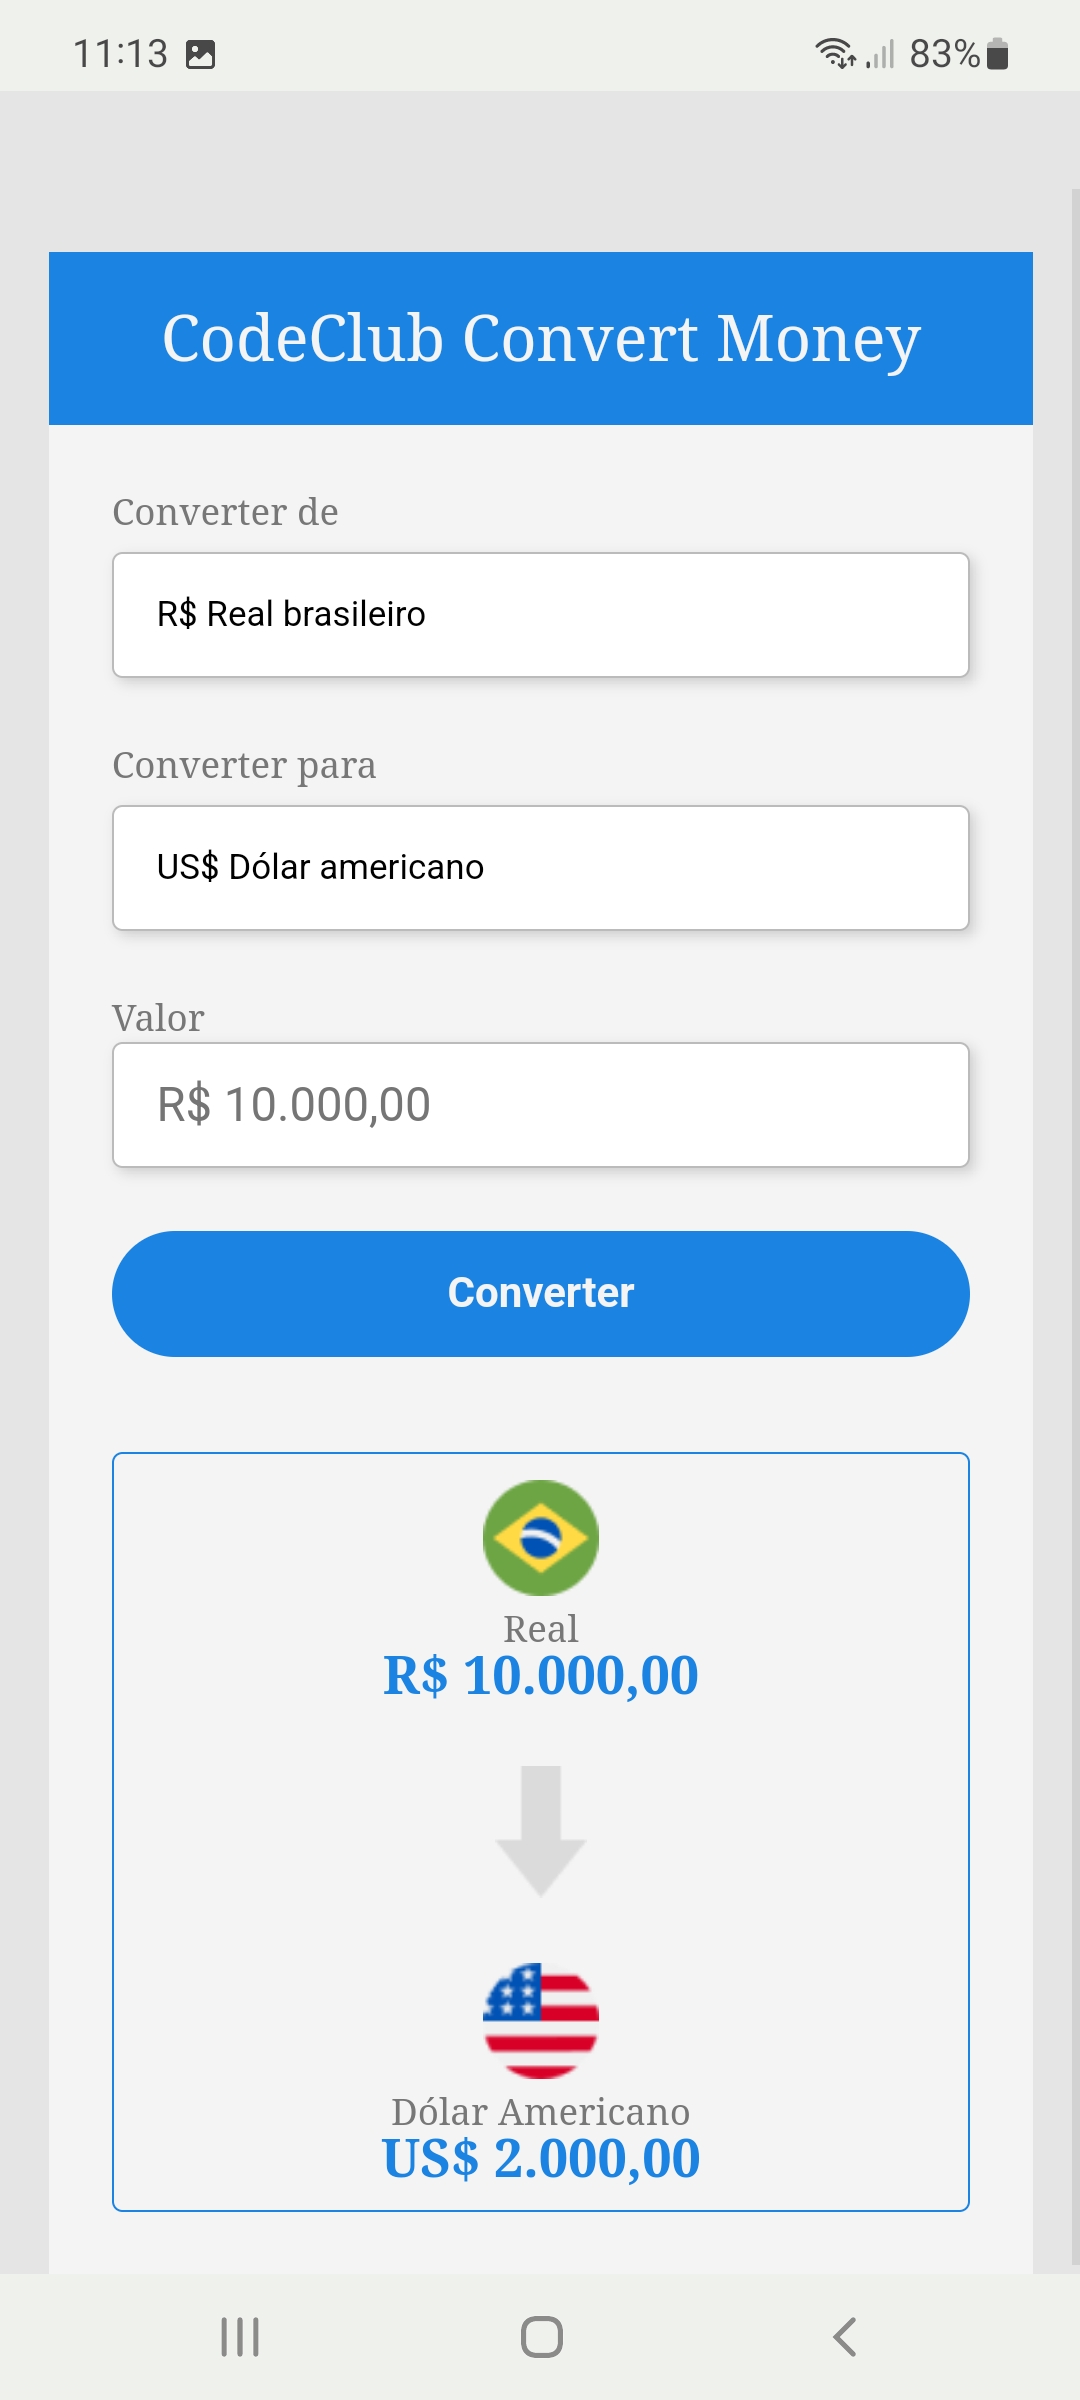 11:13
83%
CodeClub Convert Money
Converter de
R$ Real brasileiro
Converter para
US$ Dólar americano
Valor
R$ 10.000,00
Converter
Real
R$ 10.000,00
Dólar Americano
US$ 2.000,00